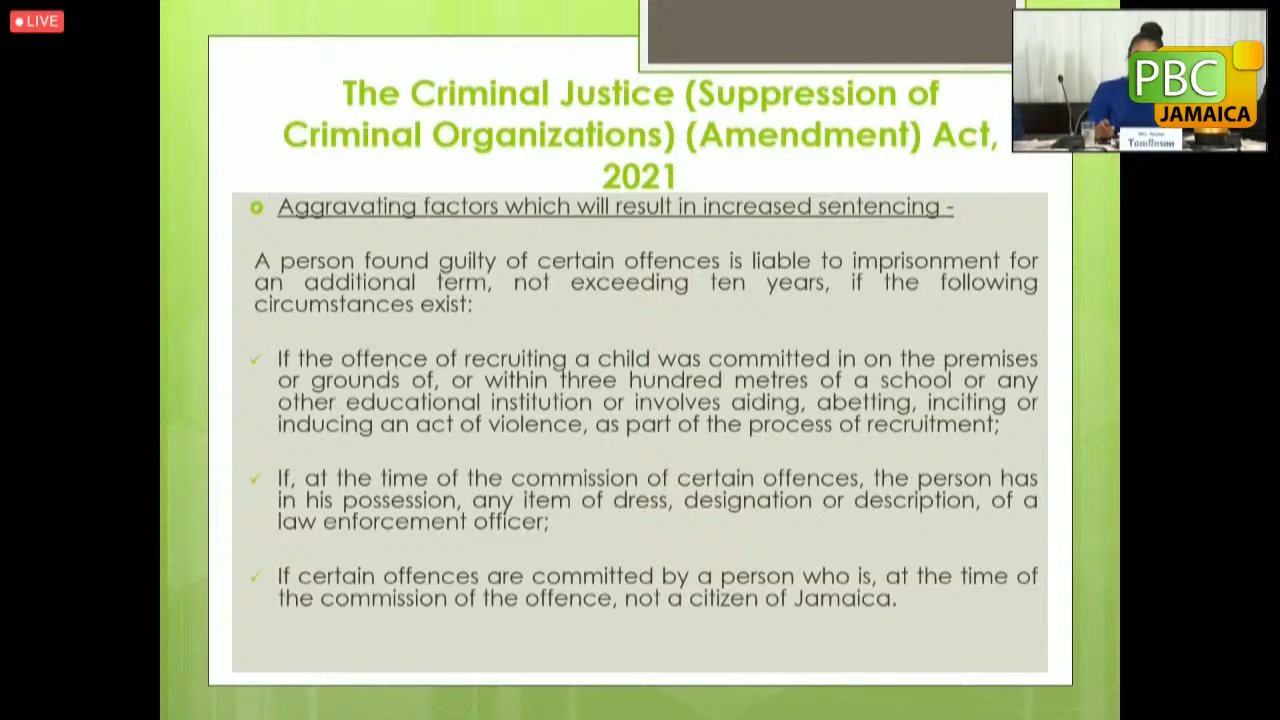 LIVE
The Criminal Justice (Suppression of
Criminal Organizations) (Amendment) Act,
2021
Aggravating factors which will result in increased sentencing -
A person found guilty of certain offences is liable to imprisonment for
an additional term, not exceeding ten years, if the following
circumstances exist:
If the offence of recruiting a child was committed in on the premises
or grounds of, or within three hundred metres of a school or any
other educational institution or involves aiding, abetting, inciting or
inducing an act of violence, as part of the process of recruitment;
If, at the time of the commission of certain offences, the person has
in his possession, any item of dress, designation or description, of a
law enforcement officer;
If certain offences are committed by a person who is, at the time of
the commission of the offence, not a citizen of Jamaica.
PBC
JAMAICA
Tomlinson